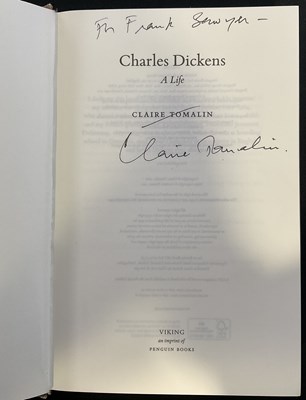 For Frank Sawyer –
Charles Dickens
A Life
CLAIRE TOMALIN
Claire Tomalin.
VIKING
an imprint of
PENGUIN BOOKS